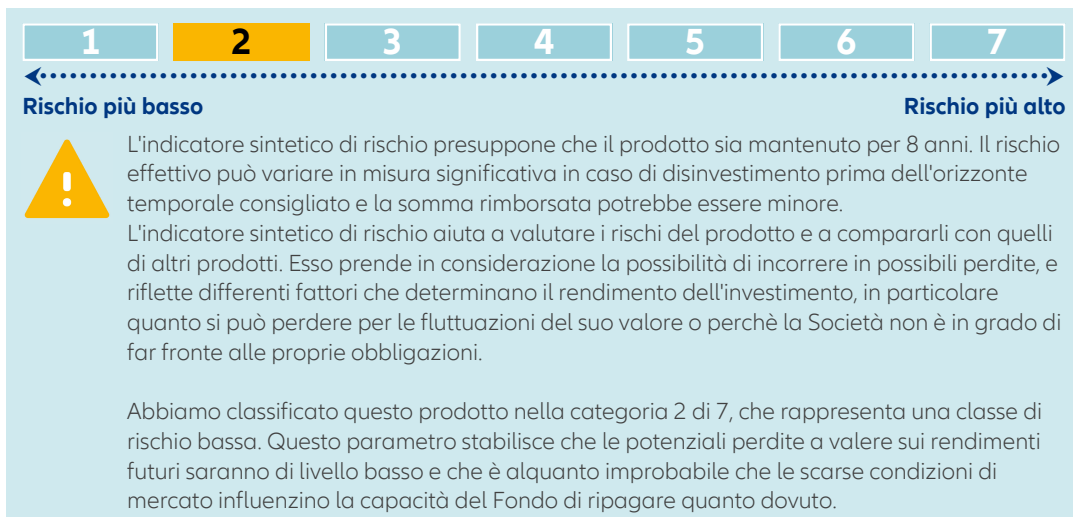 1 2 3 4 5 6 7
Rischio più basso Rischio più alto
L'indicatore sintetico di rischio presuppone che il prodotto sia mantenuto per 8 anni. Il rischio
effettivo può variare in misura significativa in caso di disinvestimento prima dell'orizzonte
temporale consigliato e la somma rimborsata potrebbe essere minore.
L'indicatore sintetico di rischio aiuta a valutare i rischi del prodotto e a compararli con quelli
di altri prodotti. Esso prende in considerazione la possibilità di incorrere in possibili perdite, e
riflette differenti fattori che determinano il rendimento dell'investimento, in particolare
quanto si può perdere per le fluttuazioni del suo valore o perchè la Società non è in grado di
far fronte alle proprie obbligazioni.
Abbiamo classificato questo prodotto nella categoria 2 di 7, che rappresenta una classe di
rischio bassa. Questo parametro stabilisce che le potenziali perdite a valere sui rendimenti
futuri saranno di livello basso e che è alquanto improbabile che le scarse condizioni di
mercato influenzino la capacità del Fondo di ripagare quanto dovuto.